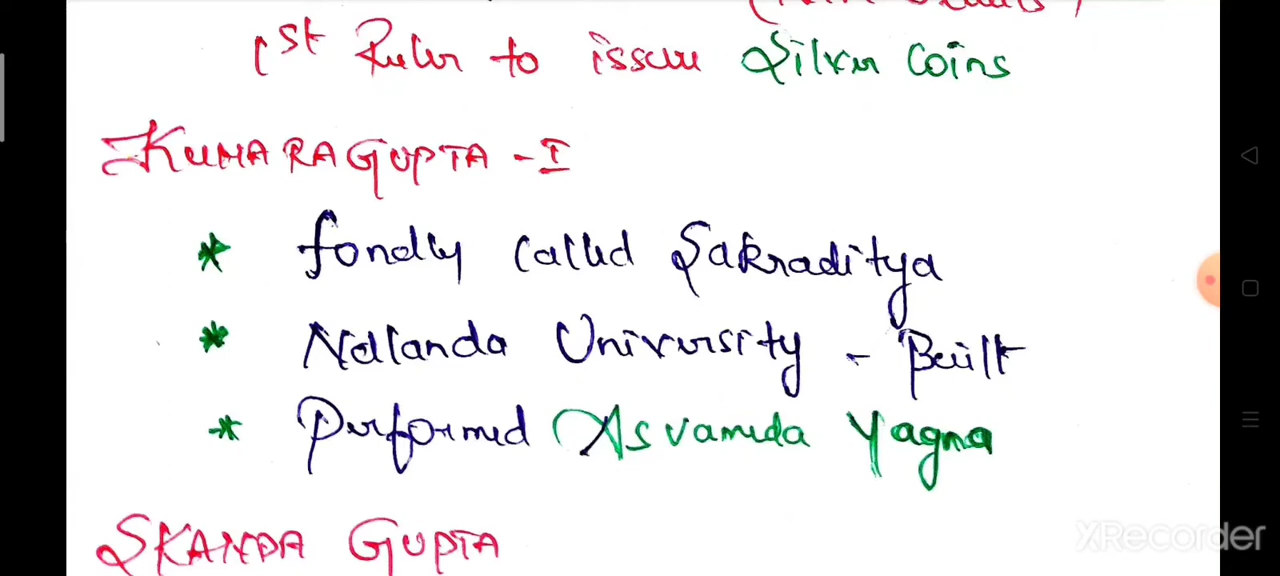 1st Ruler to issue Silver Coins
KUMARAGUPTA - I
* fondly called Sakraditya
* Nalanda University - Built
* Performed Asvameda Yagna
SKANDA GUPTA
XRecorder